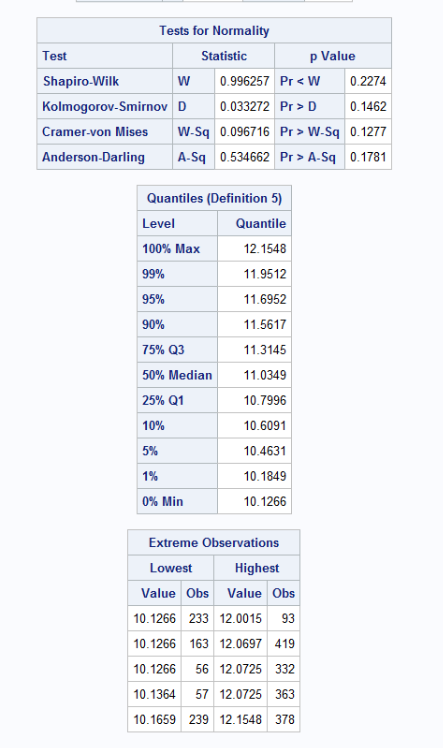 Tests for Normality
Test Statistic p Value
Shapiro-Wilk W 0.996257 Pr < W 0.2274
Kolmogorov-Smirnov D 0.033272 Pr > D 0.1462
Cramer-von Mises W-Sq 0.096716 Pr > W-Sq 0.1277
Anderson-Darling A-Sq 0.534662 Pr > A-Sq 0.1781
Quantiles (Definition 5)
Level Quantile
100% Max 12.1548
99% 11.9512
95% 11.6952
90% 11.5617
75% Q3 11.3145
50% Median 11.0349
25% Q1 10.7996
10% 10.6091
5% 10.4631
1% 10.1849
0% Min 10.1266
Extreme Observations
Lowest Highest
Value Obs Value Obs
10.1266 233 12.0015 93
10.1266 163 12.0697 419
10.1266 56 12.0725 332
10.1364 57 12.0725 363
10.1659 239 12.1548 378